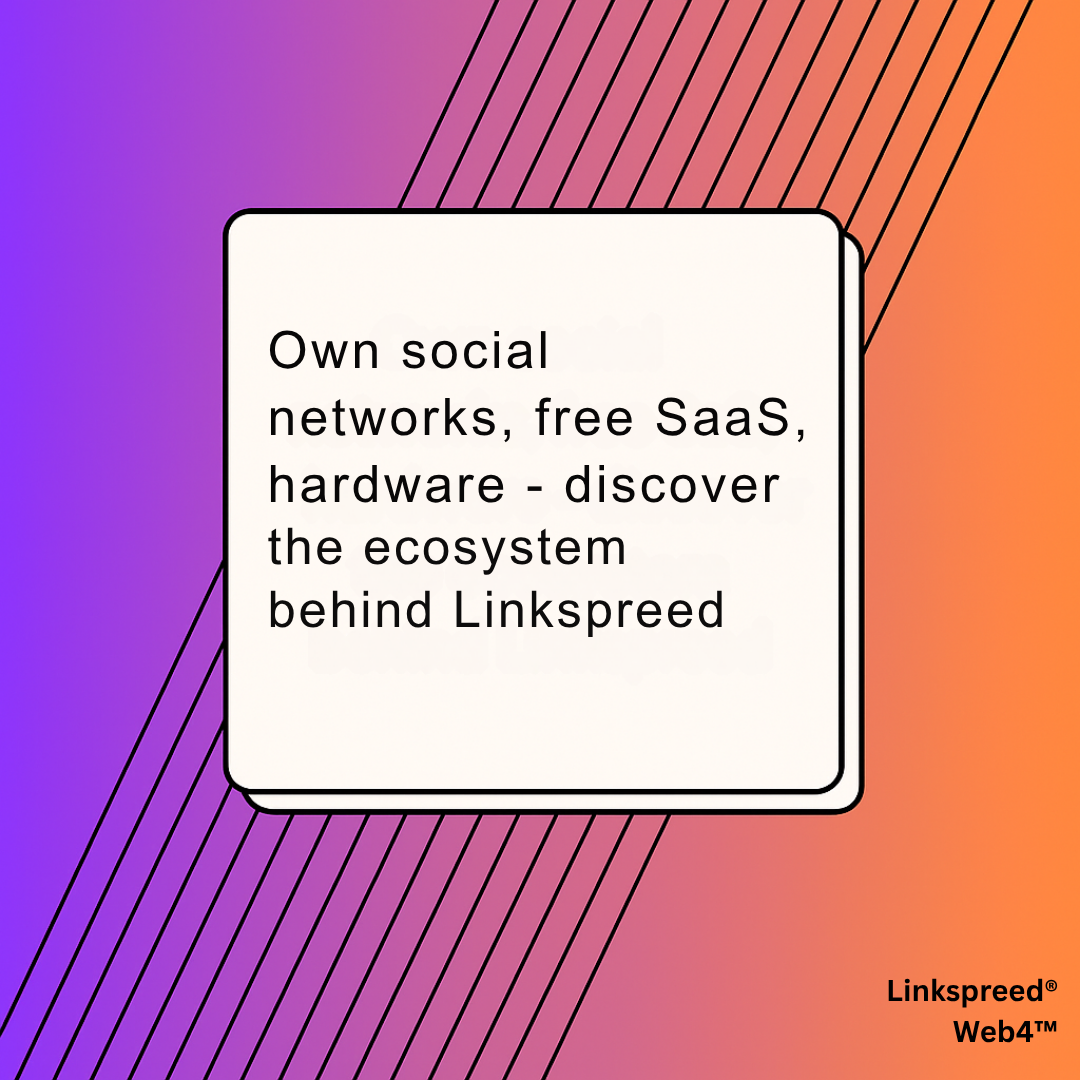 Own social
networks, free SaaS,
hardware - discover
the ecosystem
behind Linkspreed
Linkspreed®
Web4™